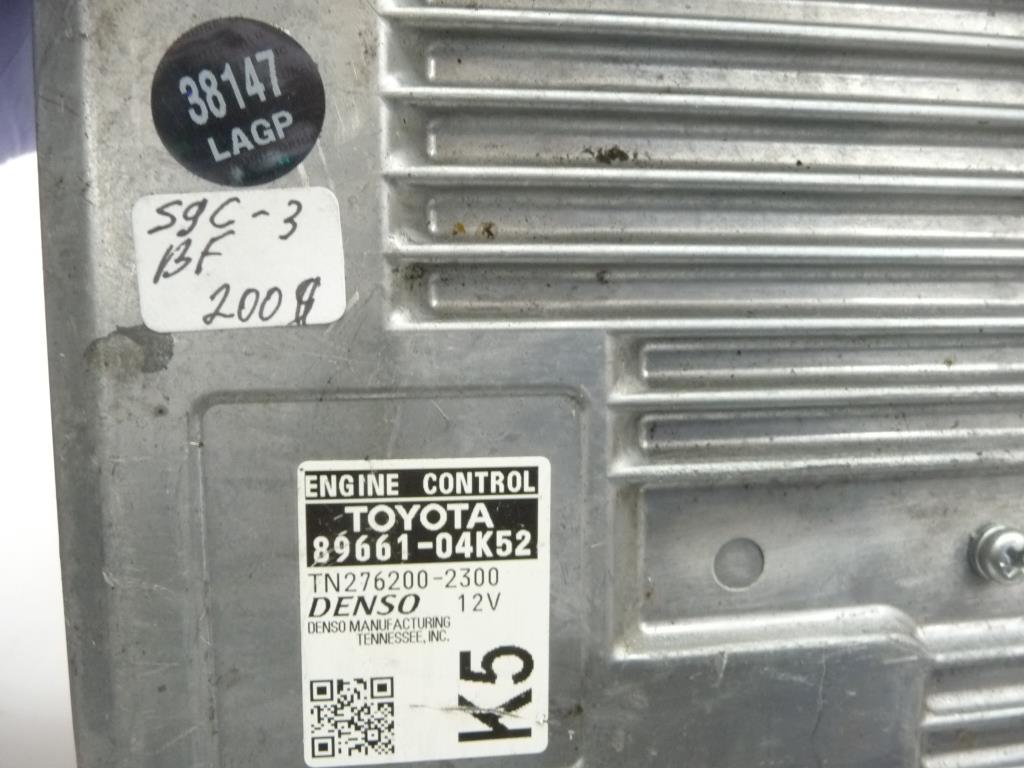 38147
LAGP
S9C-3
BF
200$
ENGINE CONTROL
TOYOTA
89661-04K52
TN276200-2300
DENSO 12V
DENSO MANUFACTURING
TENNESSEE, INC.
K5